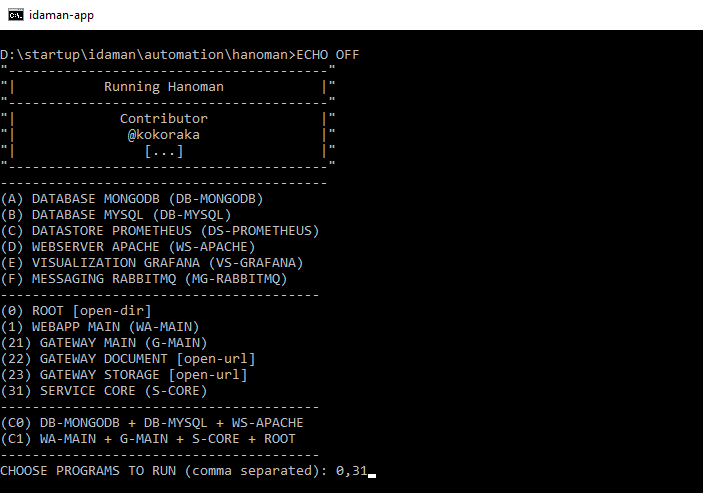 idaman-app
D:\startup\idaman\automation\hanoman>ECHO OFF
"----------------------------------------"
"|           Running Hanoman            |"
"----------------------------------------"
"|             Contributor              |"
"|              @kokoraka               |"
"|                [...]                 |"
"----------------------------------------"
-----------------------------------------
(A) DATABASE MONGODB (DB-MONGODB)
(B) DATABASE MYSQL (DB-MYSQL)
(C) DATASTORE PROMETHEUS (DS-PROMETHEUS)
(D) WEBSERVER APACHE (WS-APACHE)
(E) VISUALIZATION GRAFANA (VS-GRAFANA)
(F) MESSAGING RABBITMQ (MG-RABBITMQ)
----------------------------------------
(0) ROOT [open-dir]
(1) WEBAPP MAIN (WA-MAIN)
(21) GATEWAY MAIN (G-MAIN)
(22) GATEWAY DOCUMENT [open-url]
(23) GATEWAY STORAGE [open-url]
(31) SERVICE CORE (S-CORE)
----------------------------------------
(C0) DB-MONGODB + DB-MYSQL + WS-APACHE
(C1) WA-MAIN + G-MAIN + S-CORE + ROOT
----------------------------------------
CHOOSE PROGRAMS TO RUN (comma separated): 0,31